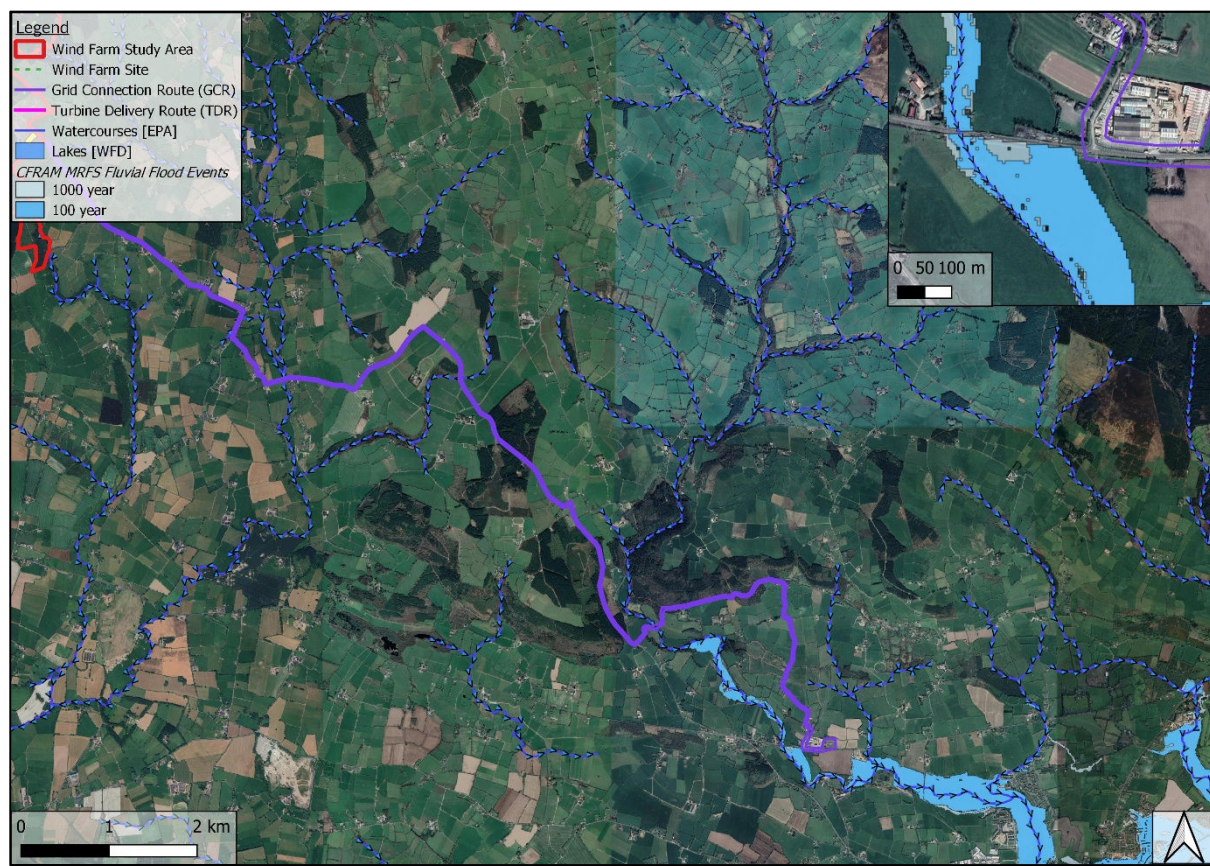 Legend
Wind Farm Study Area
Wind Farm Site
Grid Connection Route (GCR)
Turbine Delivery Route (TDR)
Watercourses [EPA]
Lakes [WFD]
CFRAM MRFS Fluvial Flood Events
1000 year
100 year
0 50 100 m
0 1 2 km